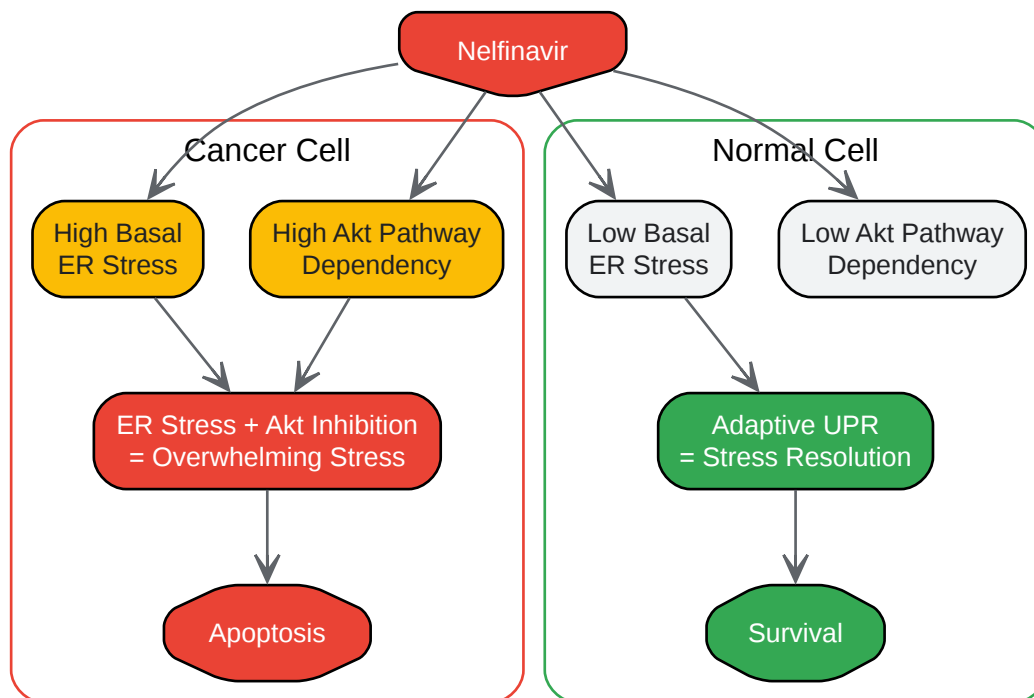 Nelfinavir
Cancer Cell
Normal Cell
High Basal
ER Stress
High Akt Pathway
Dependency
Low Basal
ER Stress
Low Akt Pathway
Dependency
ER Stress + Akt Inhibition
= Overwhelming Stress
Adaptive UPR
= Stress Resolution
Apoptosis
Survival